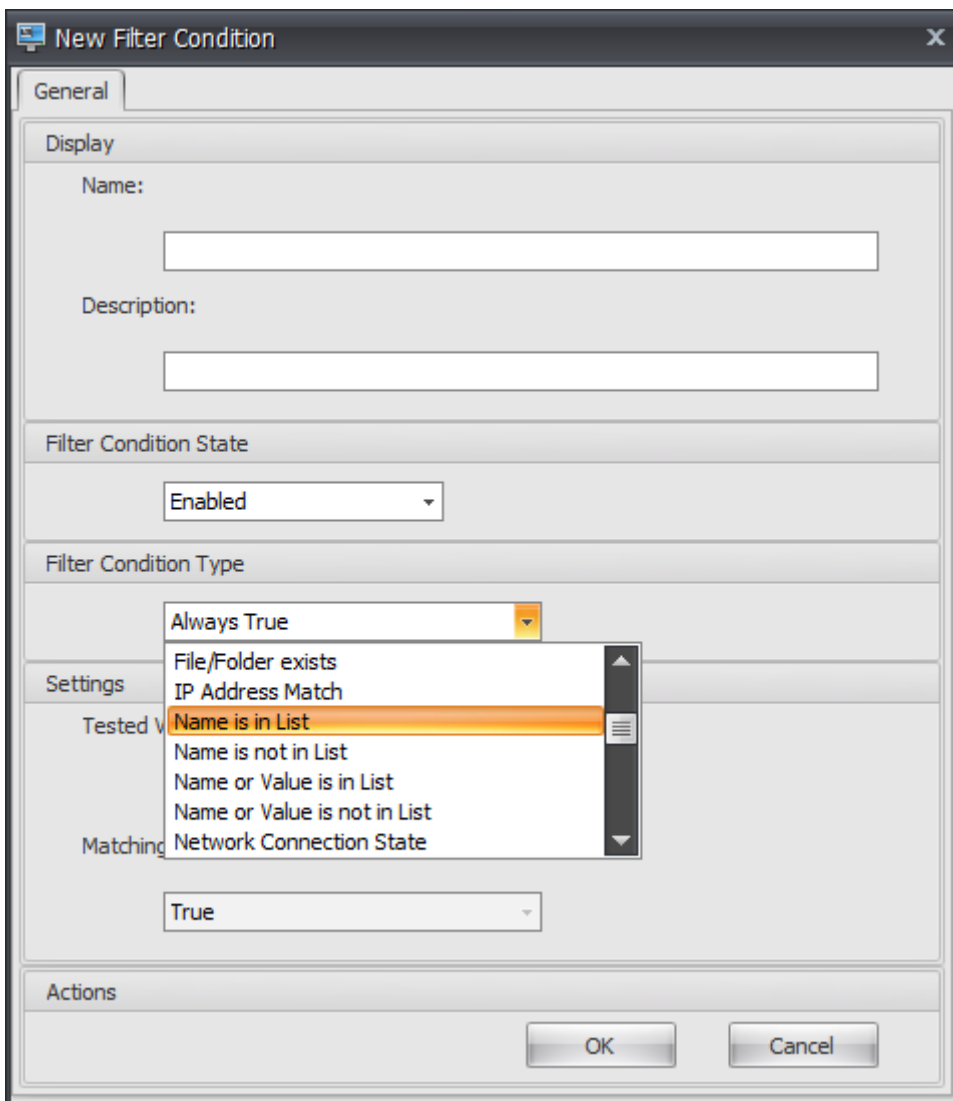 New Filter Condition
General
Display
Name:
Description:
Filter Condition State
Enabled
Filter Condition Type
Always True
File/Folder exists
Settings
IP Address Match
Tested
Name is in List
Name is not in List
Name or Value is in List
Name or Value is not in List
Matching
Network Connection State
True
Actions
OK Cancel